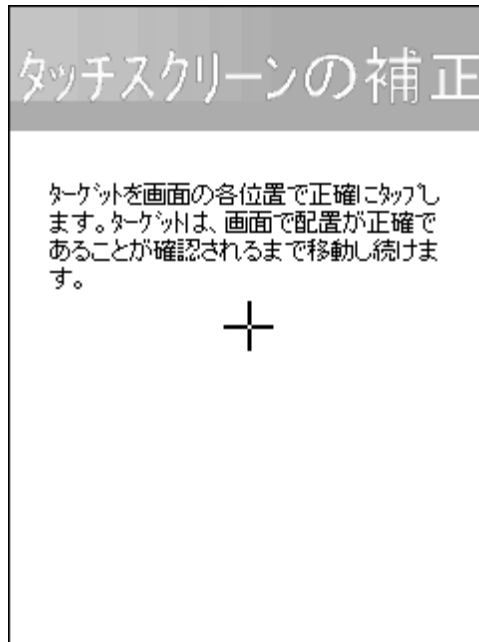 タッチスクリーンの補正
ﾀｰｹﾞｯﾄを画面の各位置で正確にﾀｯﾌﾟし
ます。ﾀｰｹﾞｯﾄは、画面で配置が正確で
あることが確認されるまで移動し続けま
す。